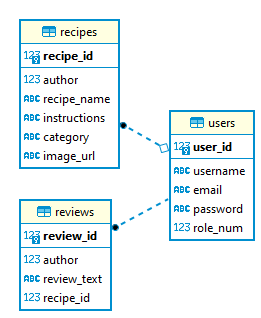 recipes
123 recipe_id
123 author
ABC recipe_name
ABC instructions
ABC category
ABC image_url
users
123 user_id
ABC username
ABC email
ABC password
123 role_num
reviews
123 review_id
123 author
ABC review_text
123 recipe_id